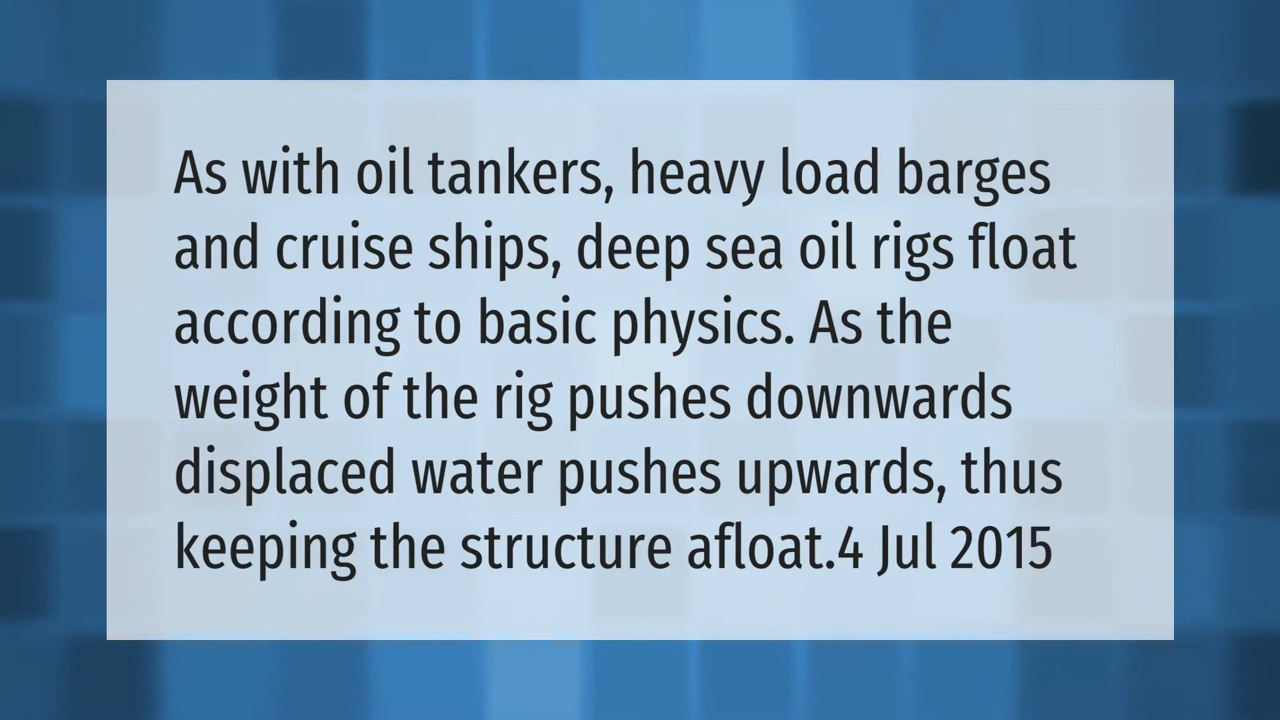 As with oil tankers, heavy load barges
and cruise ships, deep sea oil rigs float
according to basic physics. As the
weight of the rig pushes downwards
displaced water pushes upwards, thus
keeping the structure afloat.4 Jul 2015